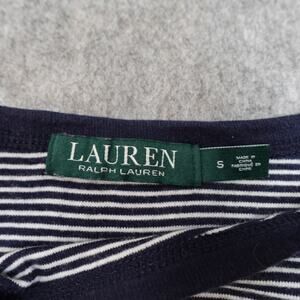 LAUREN
RALPH LAUREN
S
MADE IN
CHINA
FABRIQUÉ EN
CHINE